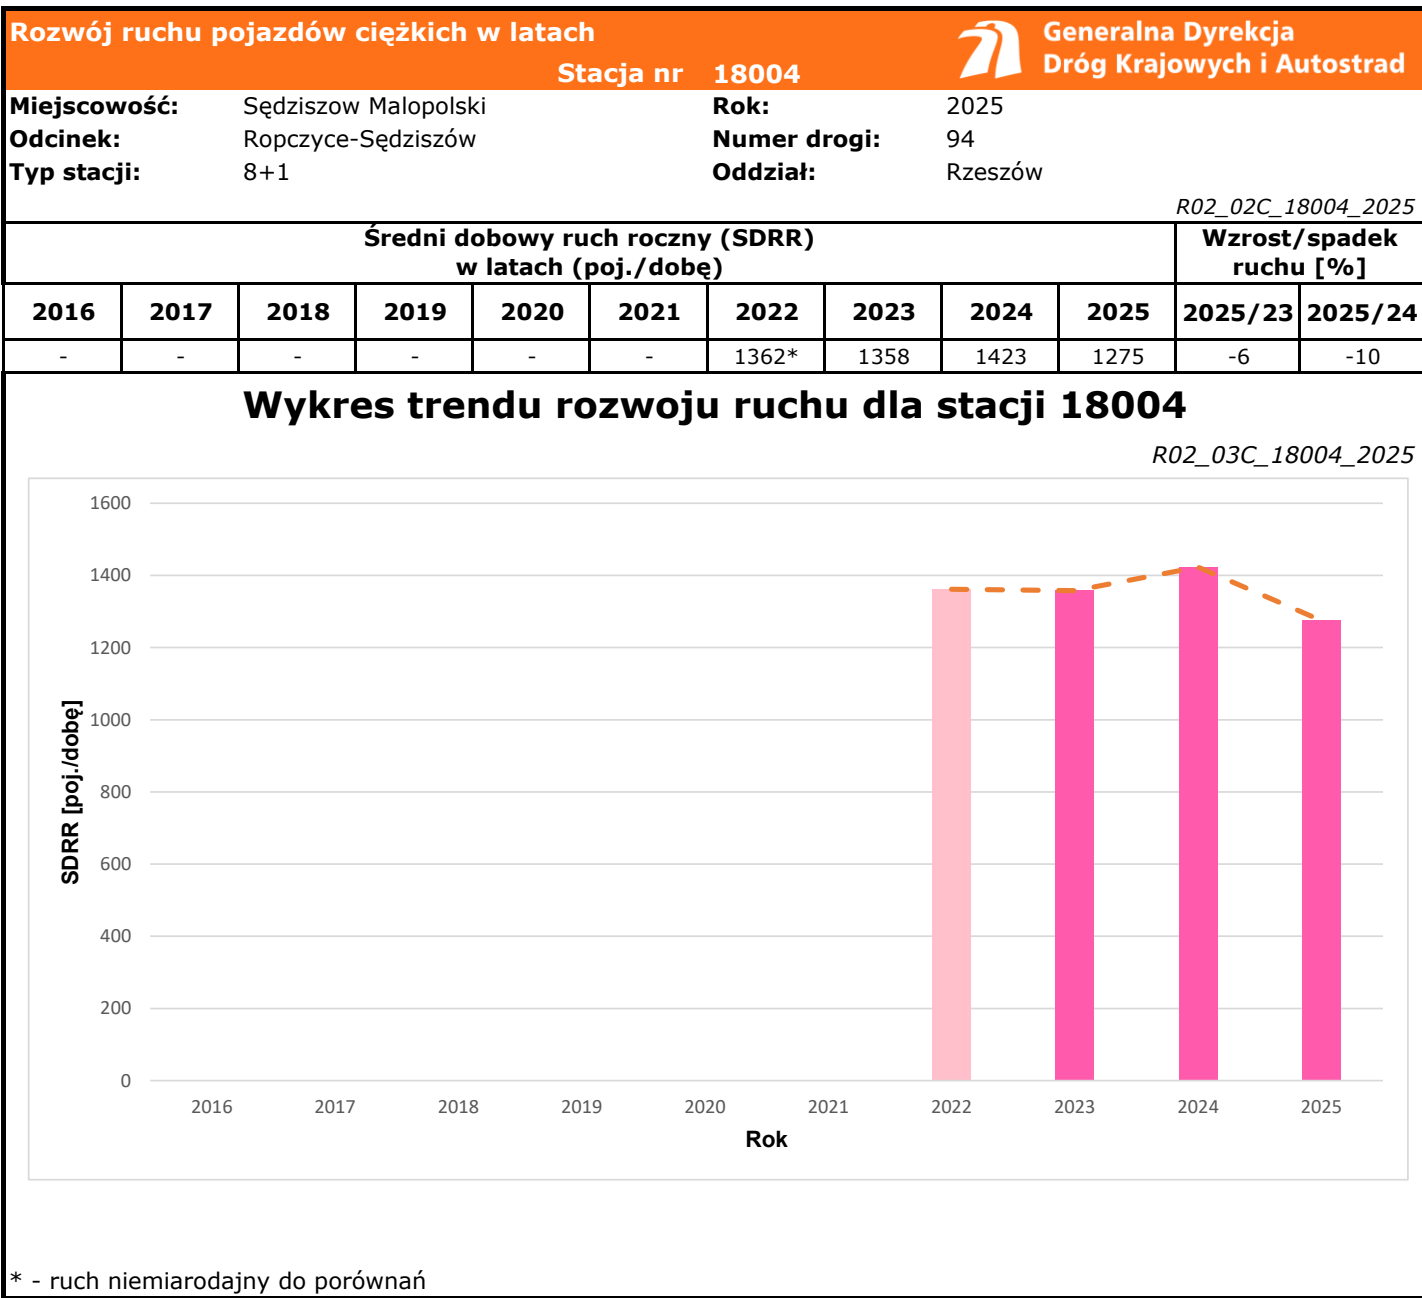 Rozwój ruchu pojazdów ciężkich w latach
Stacja nr 18004
Generalna Dyrekcja
Dróg Krajowych i Autostrad
Miejscowość: Sędziszow Malopolski Rok: 2025
Odcinek: Ropczyce-Sędziszów Numer drogi: 94
Typ stacji: 8+1 Oddział: Rzeszów
R02_02C_18004_2025
Średni dobowy ruch roczny (SDRR)
w latach (poj./dobę)
Wzrost/spadek
ruchu [%]
2016 2017 2018 2019 2020 2021 2022 2023 2024 2025 2025/23 2025/24
- - - - - - 1362* 1358 1423 1275 -6 -10
Wykres trendu rozwoju ruchu dla stacji 18004
R02_03C_18004_2025
SDRR [poj./dobę]
1600
1400
1200
1000
800
600
400
200
0
2016 2017 2018 2019 2020 2021 2022 2023 2024 2025
Rok
* - ruch niemiarodajny do porównań